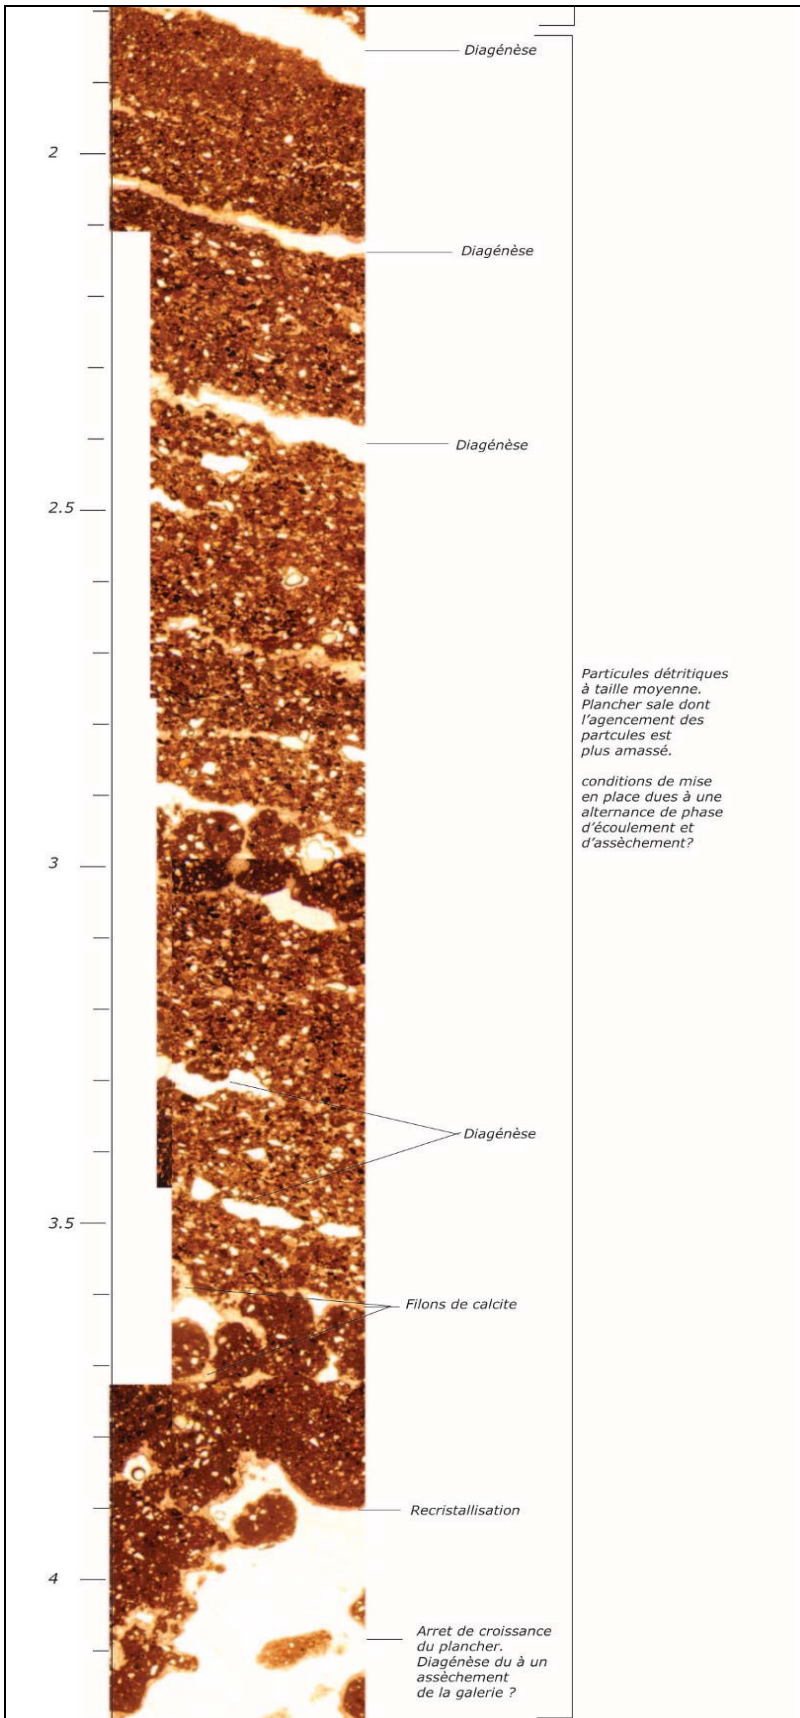 Diagénèse
2
Diagénèse
Diagénèse
2.5
Particules détritiques
à taille moyenne.
Plancher sale dont
l'agencement des
partcules est
plus amassé.
conditions de mise
en place dues à une
alternance de phase
d'écoulement et
d'assèchement?
3
Diagénèse
3.5
Filons de calcite
Recristallisation
4
Arret de croissance
du plancher.
Diagénèse du à un
assèchement
de la galerie ?